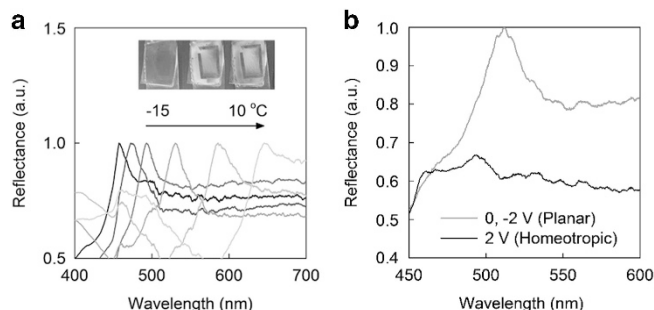 a
1.5
1.0
0.5
Reflectance (a.u.)
-15 10 °C
400 500 600 700
Wavelength (nm)
b
1.0
0.9
0.8
0.7
0.6
0.5
0.4
Reflectance (a.u.)
0, -2 V (Planar)
2 V (Homeotropic)
450 500 550 600
Wavelength (nm)